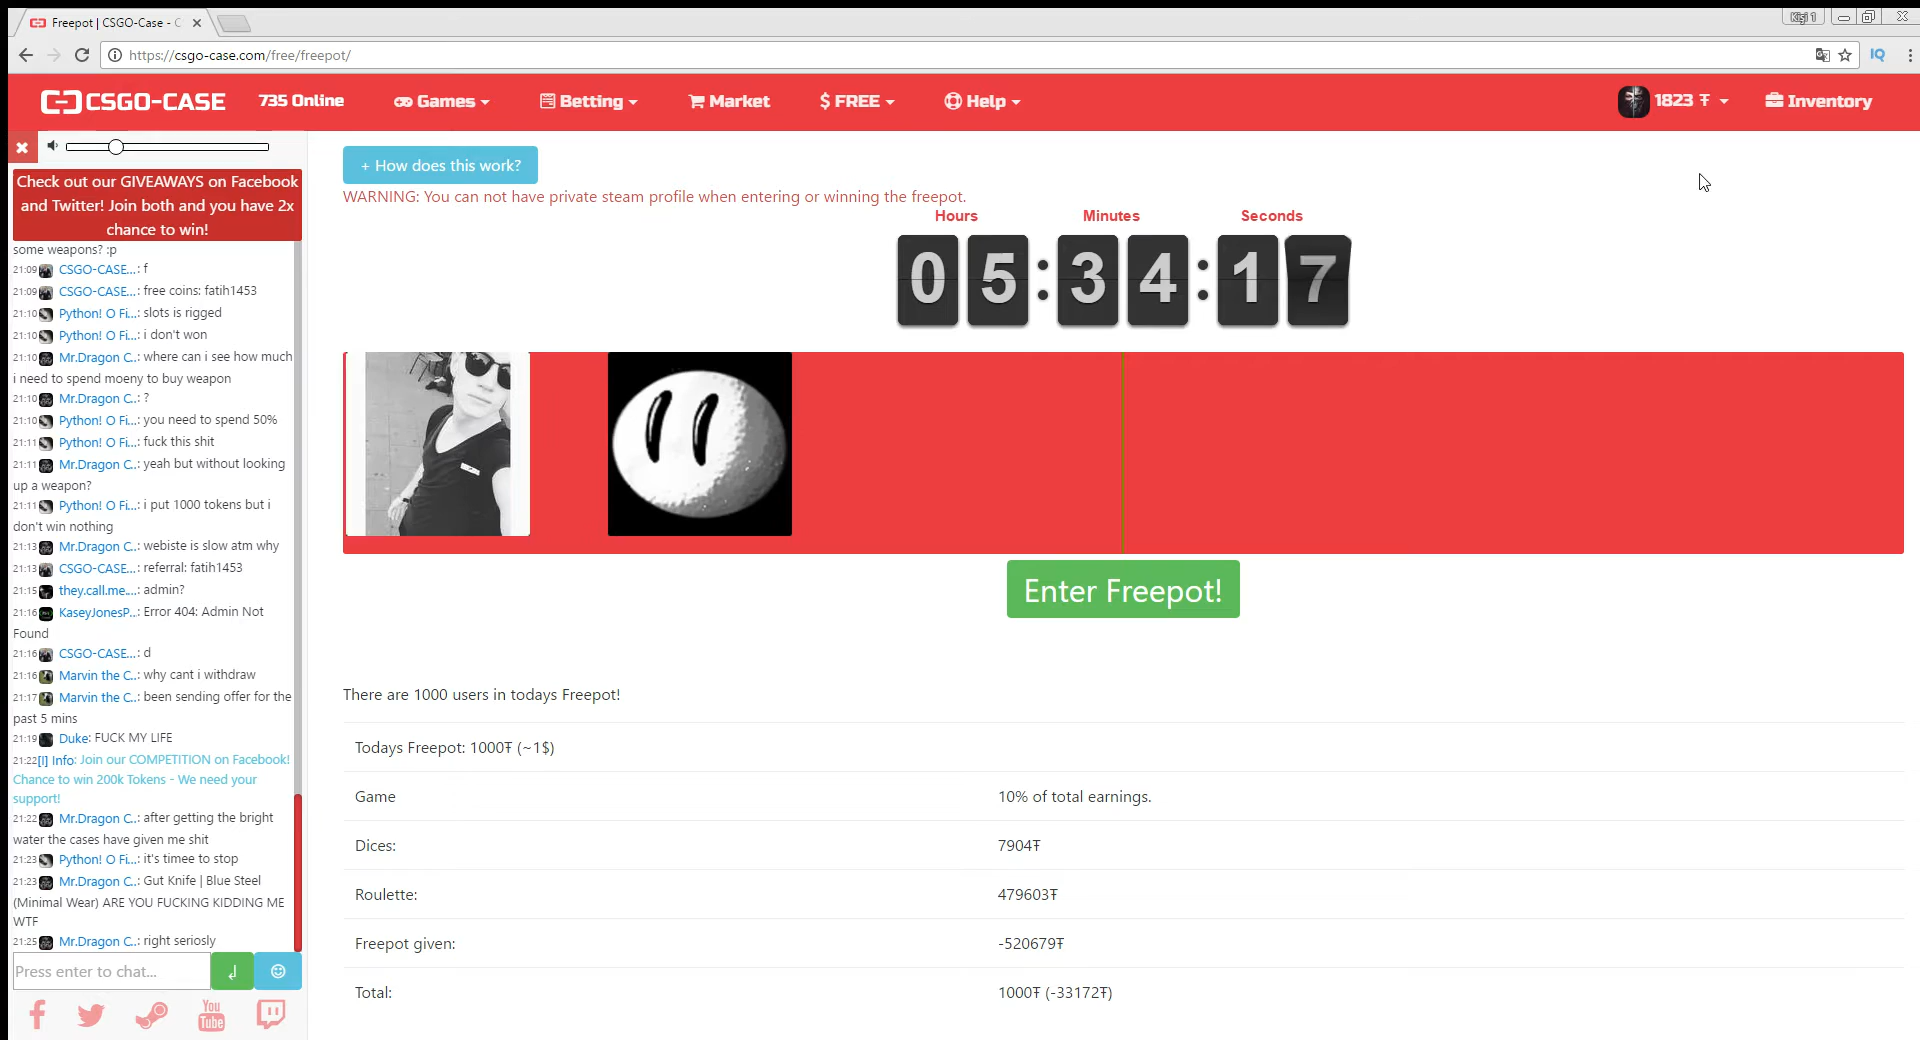 Freepot | CSGO-Case - C
Kişi 1
https://csgo-case.com/free/freepot/
IQ
CSGO-CASE
735 Online
Games
Betting
Market
$ FREE
Help
1823 Ŧ
Inventory
Check out our GIVEAWAYS on Facebook
and Twitter! Join both and you have 2x
chance to win!
some weapons? :p
21:09 CSGO-CASE...: f
21:09 CSGO-CASE...: free coins: fatih1453
21:10 Python! O Fi...: slots is rigged
21:10 Python! O Fi...: i don't won
21:10 Mr.Dragon C..: where can i see how much
i need to spend moeny to buy weapon
21:10 Mr.Dragon C..: ?
21:10 Python! O Fi...: you need to spend 50%
21:11 Python! O Fi...: fuck this shit
21:11 Mr.Dragon C..: yeah but without looking
up a weapon?
21:11 Python! O Fi...: i put 1000 tokens but i
don't win nothing
21:13 Mr.Dragon C..: webiste is slow atm why
21:13 CSGO-CASE...: referral: fatih1453
21:15 they.call.me....: admin?
21:16 KaseyJonesP..: Error 404: Admin Not
Found
21:16 CSGO-CASE...: d
21:16 Marvin the C..: why cant i withdraw
21:17 Marvin the C..: been sending offer for the
past 5 mins
21:19 Duke: FUCK MY LIFE
21:22[I] Info: Join our COMPETITION on Facebook!
Chance to win 200k Tokens - We need your
support!
21:22 Mr.Dragon C..: after getting the bright
water the cases have given me shit
21:23 Python! O Fi...: it's timee to stop
21:23 Mr.Dragon C..: Gut Knife | Blue Steel
(Minimal Wear) ARE YOU FUCKING KIDDING ME
WTF
21:25 Mr.Dragon C..: right seriosly
Press enter to chat...
You
Tube
+ How does this work?
WARNING: You can not have private steam profile when entering or winning the freepot.
Hours
Minutes
Seconds
05:34:17
Enter Freepot!
There are 1000 users in todays Freepot!
Todays Freepot: 1000Ŧ (~1$)
Game
10% of total earnings.
Dices:
7904Ŧ
Roulette:
479603Ŧ
Freepot given:
-520679Ŧ
Total:
1000Ŧ (-33172Ŧ)